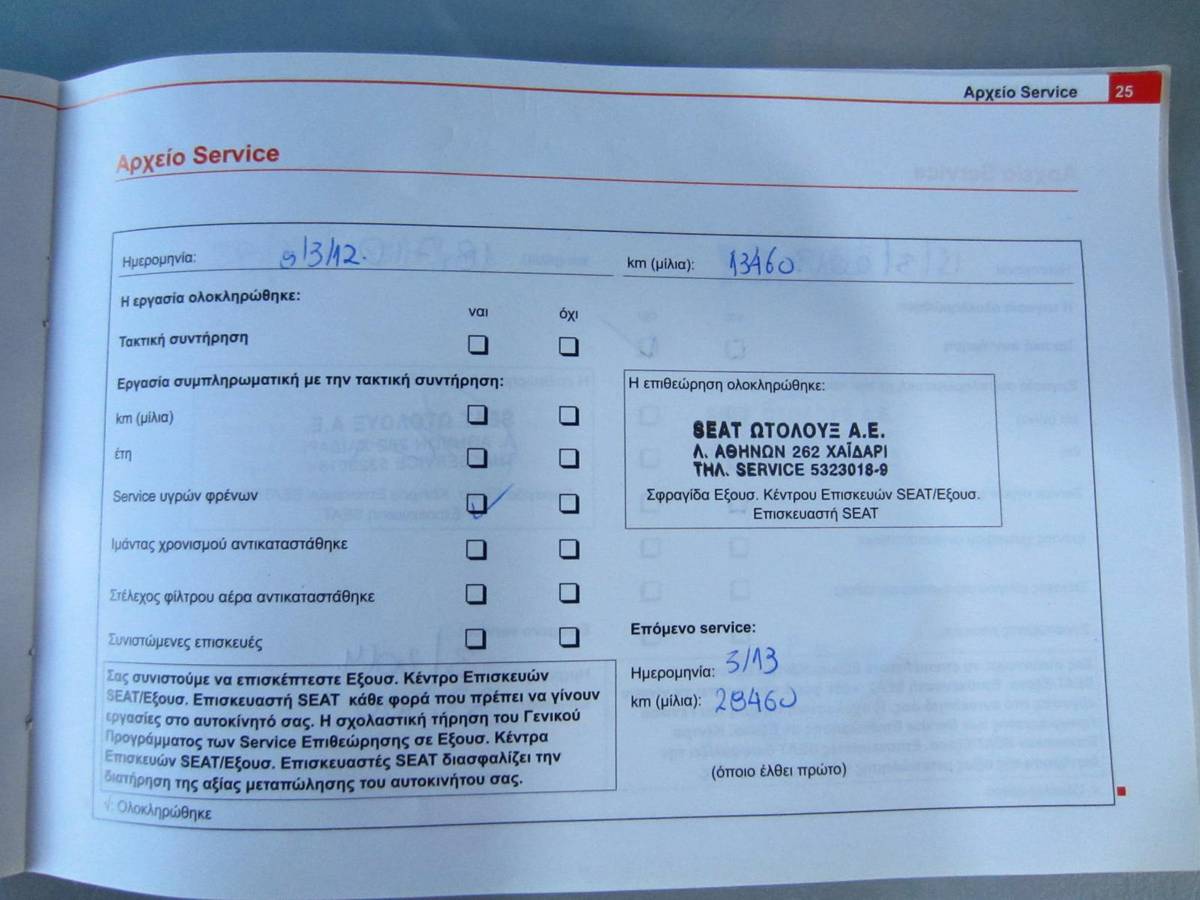 Αρχείο Service 25
Αρχείο Service
Ημερομηνία: 9/3/12.
km (μίλια): 13460
Η εργασία ολοκληρώθηκε:
ναι όχι
Τακτική συντήρηση
Εργασία συμπληρωματική με την τακτική συντήρηση:
km (μίλια)
έτη
Service υγρών φρένων ✓
Ιμάντας χρονισμού αντικαταστάθηκε
Στέλεχος φίλτρου αέρα αντικαταστάθηκε
Συνιστώμενες επισκευές
Σας συνιστούμε να επισκέπτεστε Εξουσ. Κέντρο Επισκευών
SEAT/Εξουσ. Επισκευαστή SEAT κάθε φορά που πρέπει να γίνουν
εργασίες στο αυτοκίνητό σας. Η σχολαστική τήρηση του Γενικού
Προγράμματος των Service Επιθεώρησης σε Εξουσ. Κέντρα
Επισκευών SEAT/Εξουσ. Επισκευαστές SEAT διασφαλίζει την
διατήρηση της αξίας μεταπώλησης του αυτοκινήτου σας.
√: Ολοκληρώθηκε
Η επιθεώρηση ολοκληρώθηκε:
SEAT ΩΤΟΛΟΥΞ Α.Ε.
Λ. ΑΘΗΝΩΝ 262 ΧΑΪΔΑΡΙ
ΤΗΛ. SERVICE 5323018-9
Σφραγίδα Εξουσ. Κέντρου Επισκευών SEAT/Εξουσ.
Επισκευαστή SEAT
Επόμενο service:
Ημερομηνία: 3/13
km (μίλια): 28460
(όποιο έλθει πρώτο)